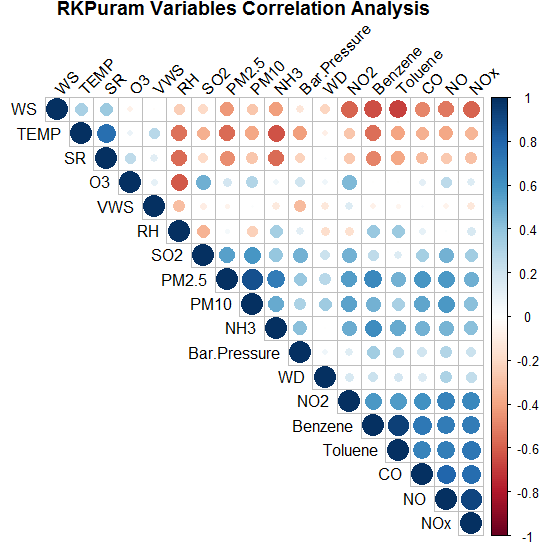 RKPuram Variables Correlation Analysis
WS TEMP SR O3 VWS RH SO2 PM2.5 PM10 NH3 Bar.Pressure WD NO2 Benzene Toluene CO NO NOx
WS
TEMP
SR
O3
VWS
RH
SO2
PM2.5
PM10
NH3
Bar.Pressure
WD
NO2
Benzene
Toluene
CO
NO
NOx
1
0.8
0.6
0.4
0.2
0
-0.2
-0.4
-0.6
-0.8
-1